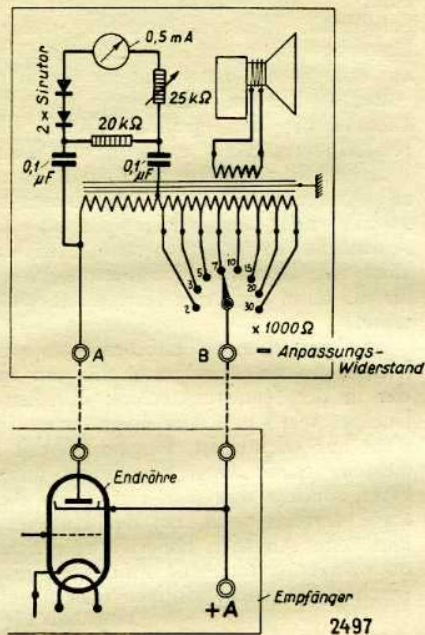 0,5 mA
2 x Sirutor
25 kΩ
20 kΩ
0,1 µF
0,1 µF
2
3
5
7
10
15
20
30
x 1000 Ω
A
B
= Anpassungs-
Widerstand
Endröhre
+A
Empfänger
2497